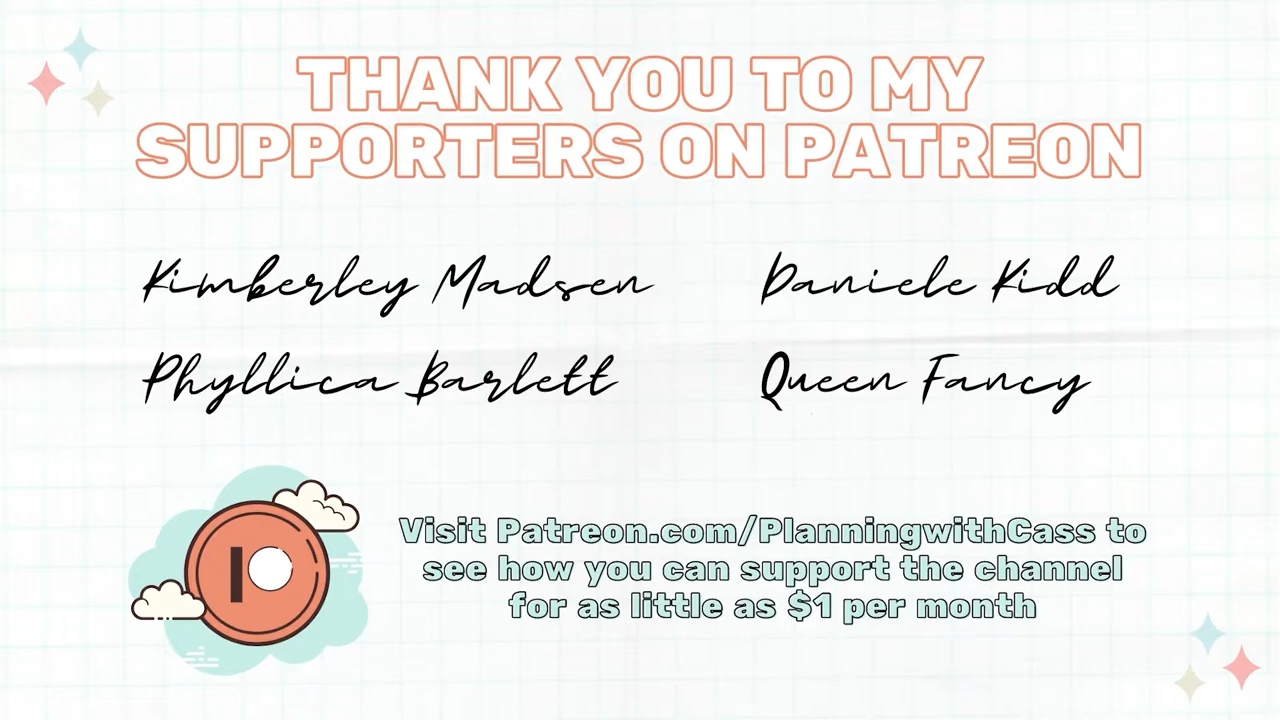 THANK YOU TO MY
SUPPORTERS ON PATREON
Kimberley Madsen
Daniele Kidd
Phyllica Barlett
Queen Fancy
Visit Patreon.com/PlanningwithCass to
see how you can support the channel
for as little as $1 per month